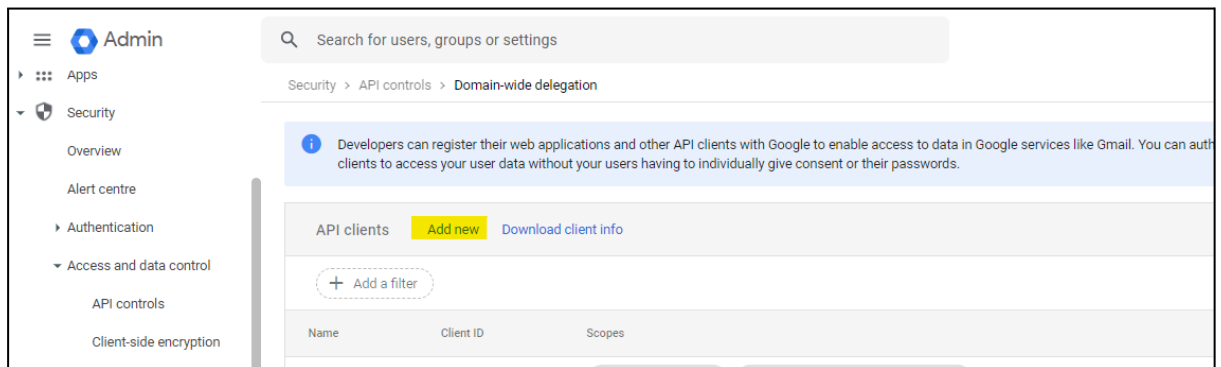 Admin
Search for users, groups or settings
Apps
Security
Overview
Alert centre
Authentication
Access and data control
API controls
Client-side encryption
Security > API controls > Domain-wide delegation
Developers can register their web applications and other API clients with Google to enable access to data in Google services like Gmail. You can auth
clients to access your user data without your users having to individually give consent or their passwords.
API clients Add new Download client info
+ Add a filter
Name Client ID Scopes